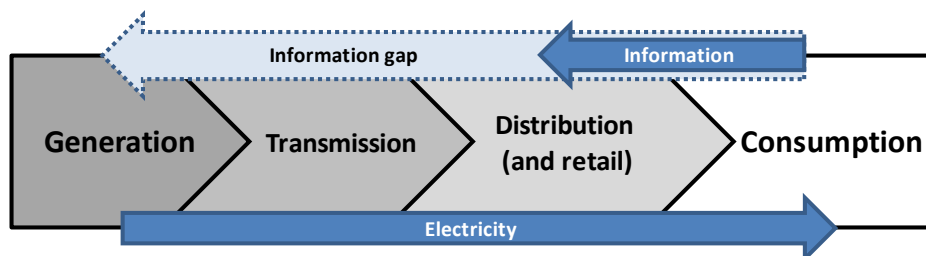 Information gap
Information
Generation
Transmission
Distribution
(and retail)
Consumption
Electricity